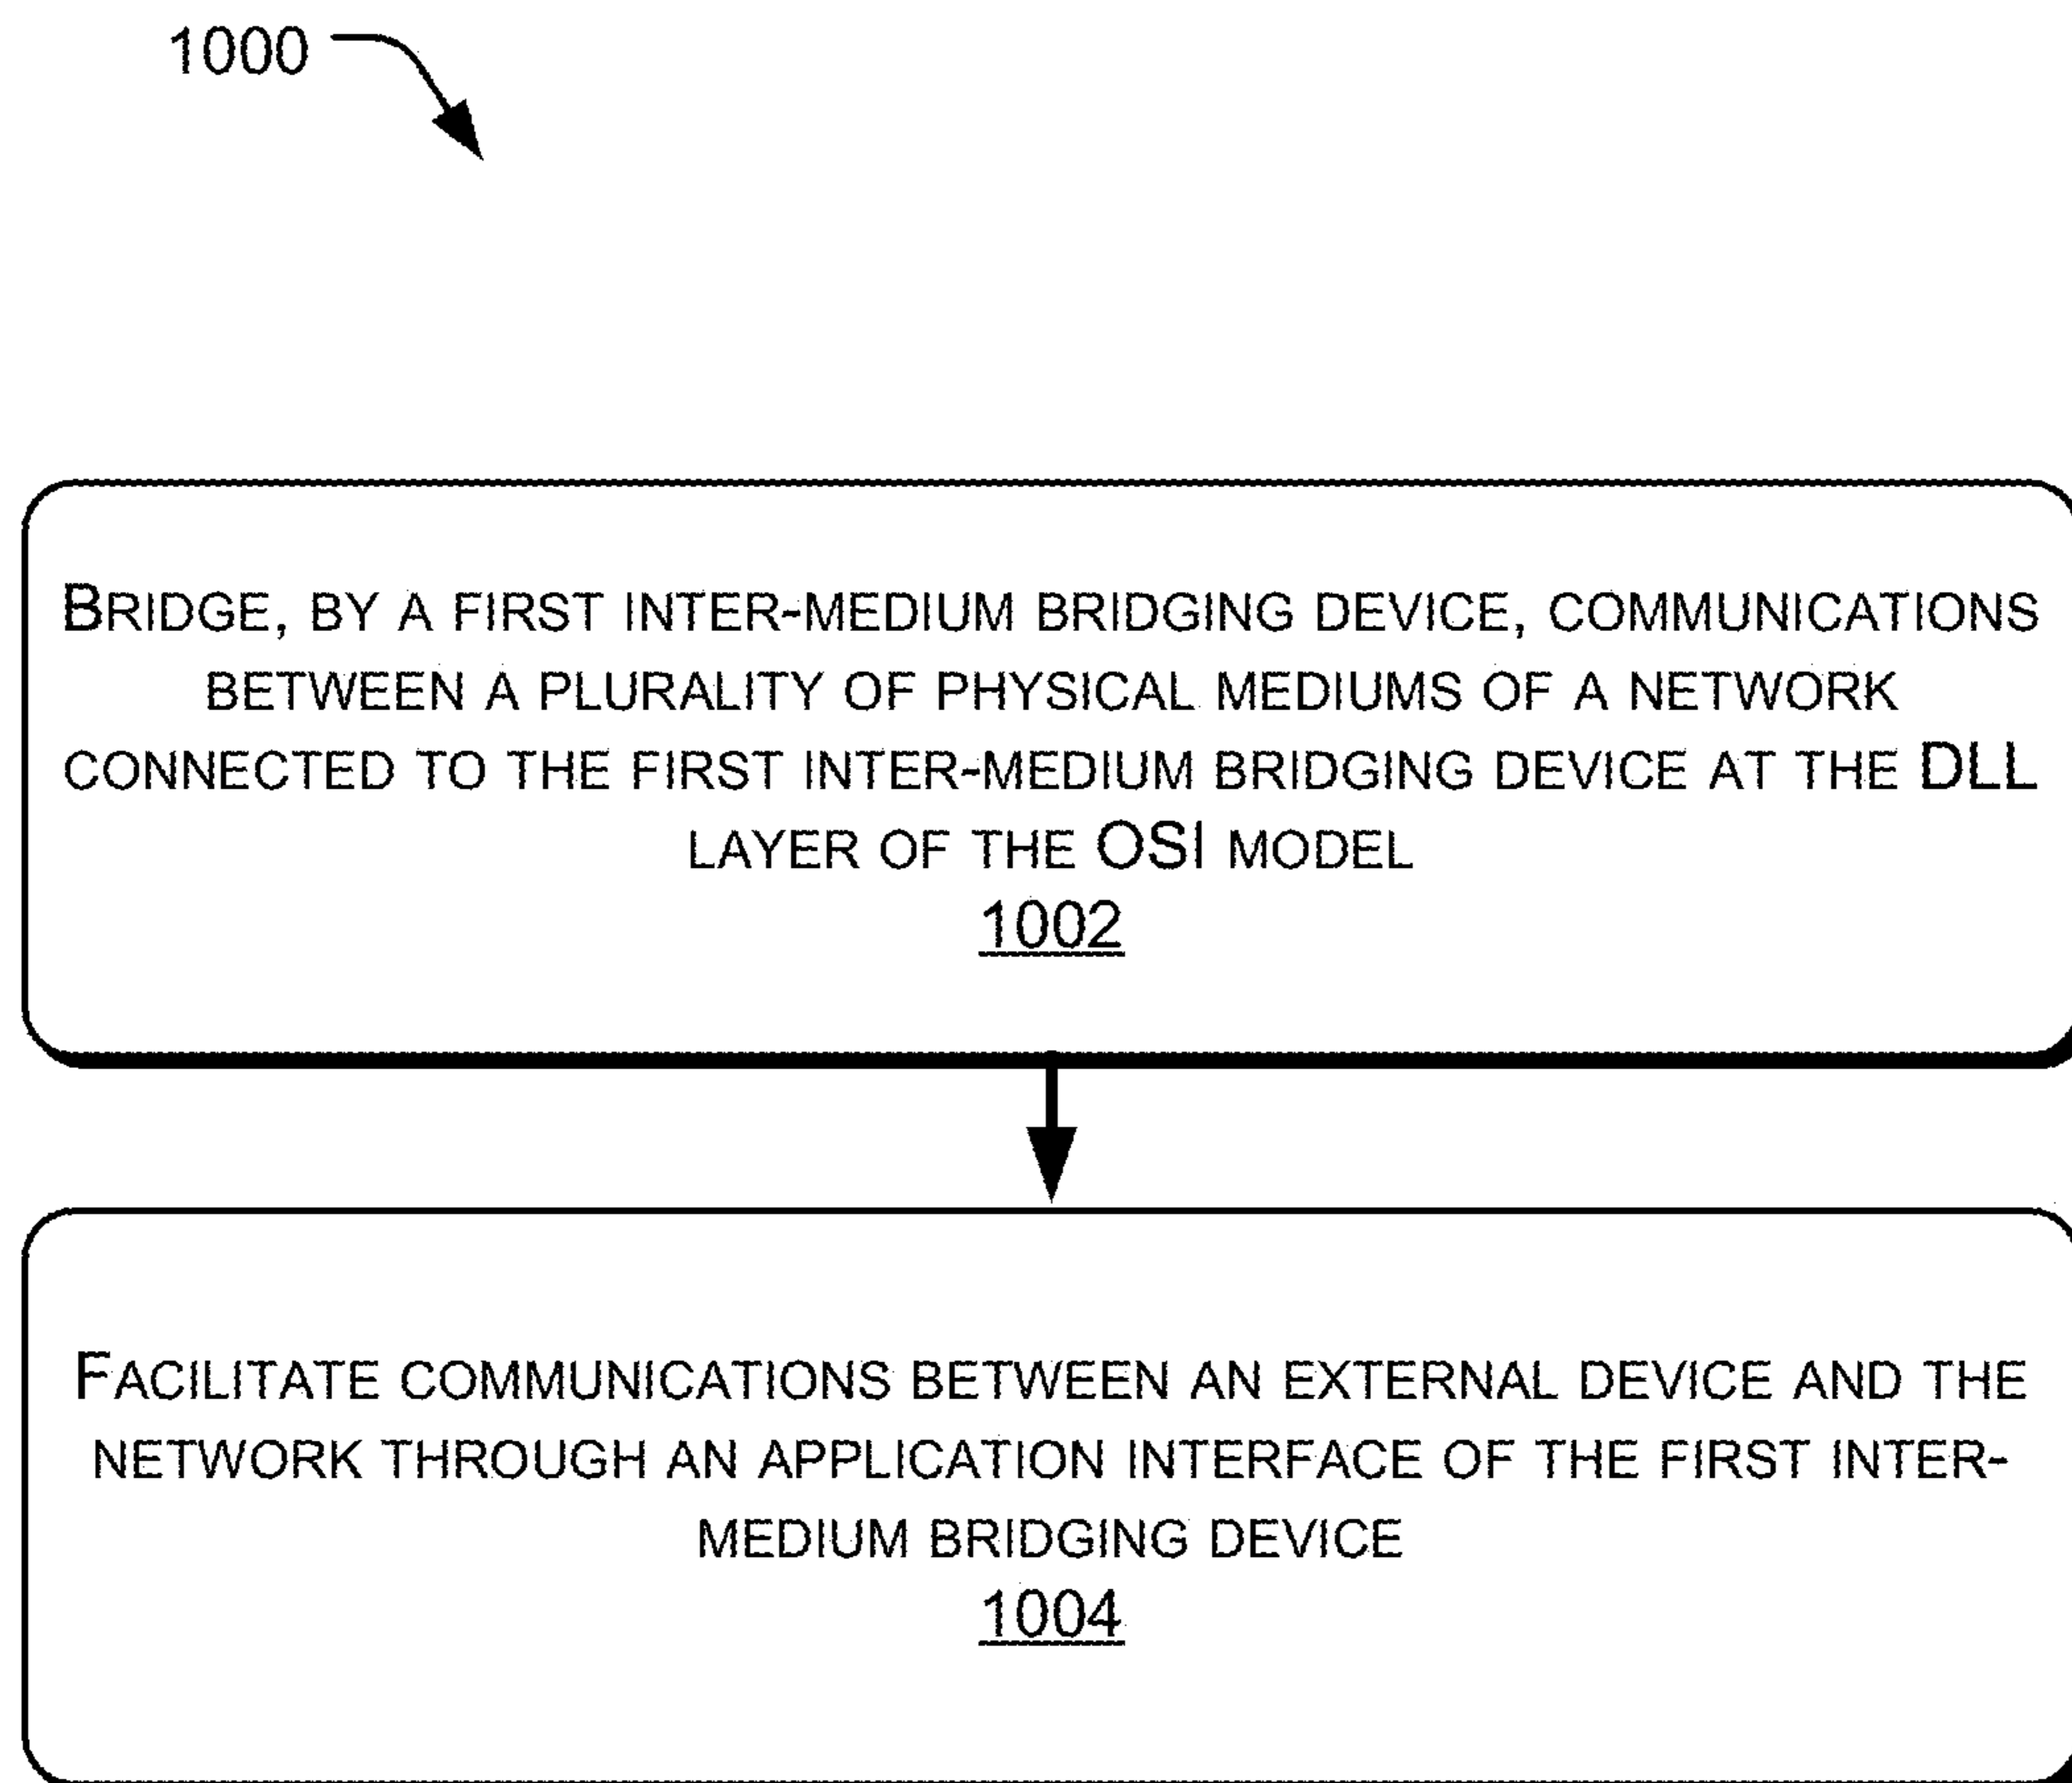 1000
BRIDGE, BY A FIRST INTER-MEDIUM BRIDGING DEVICE, COMMUNICATIONS
BETWEEN A PLURALITY OF PHYSICAL MEDIUMS OF A NETWORK
CONNECTED TO THE FIRST INTER-MEDIUM BRIDGING DEVICE AT THE DLL
LAYER OF THE OSI MODEL
1002
FACILITATE COMMUNICATIONS BETWEEN AN EXTERNAL DEVICE AND THE
NETWORK THROUGH AN APPLICATION INTERFACE OF THE FIRST INTER-
MEDIUM BRIDGING DEVICE
1004